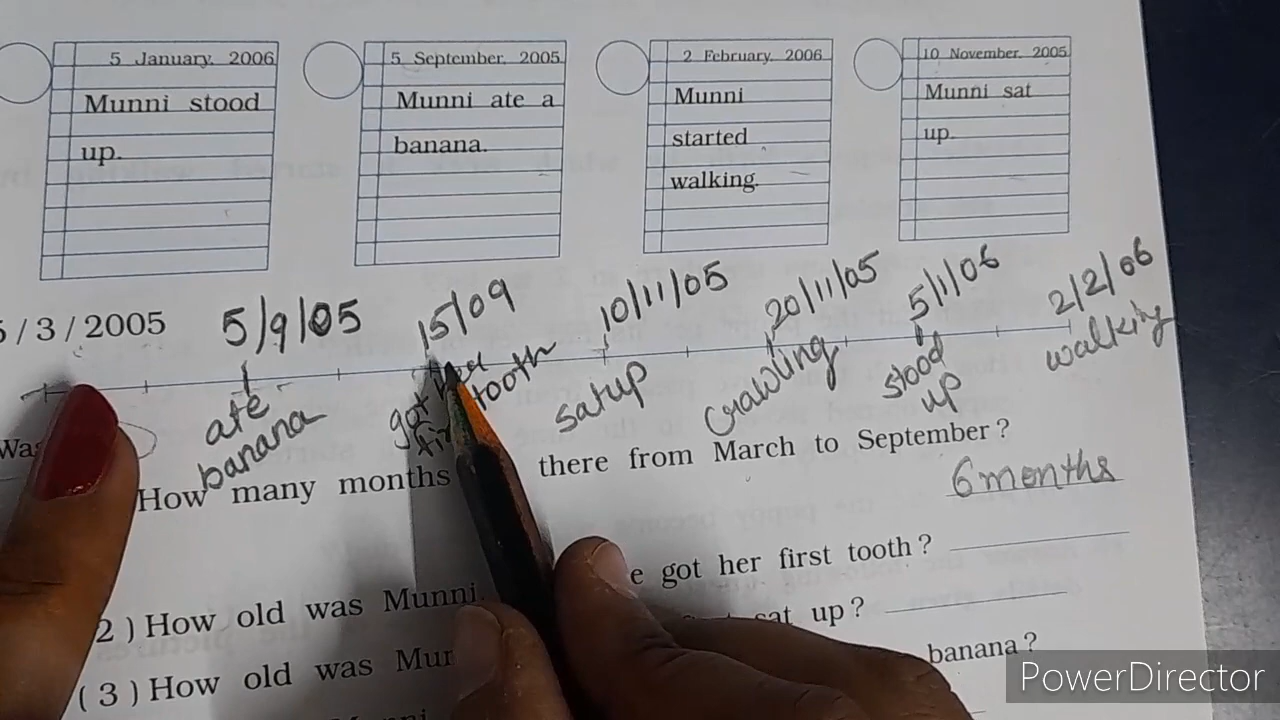 5 January, 2006
Munni stood
up.
5 September, 2005
Munni ate a
banana.
2 February, 2006
Munni
started
walking.
10 November, 2005
Munni sat
up.
/ 3 / 2005
5/9/05
15/09
10/11/05
20/11/05
5/1/06
2/2/06
ate
banana
got
tooth
satup
Crawling
stood
up
walking
Was
How many months there from March to September?
6 months
2 ) How old was Munni e got her first tooth?
( 3 ) How old was sat up?
banana?
PowerDirector